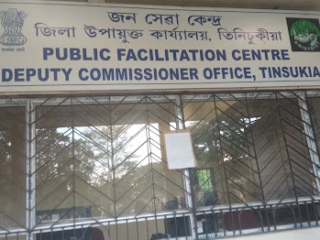 জন সেৱা কেন্দ্ৰ
জিলা উপায়ুক্ত কাৰ্য্যালয়, তিনিচুকীয়া
PUBLIC FACILITATION CENTRE
DEPUTY COMMISSIONER OFFICE, TINSUKIA